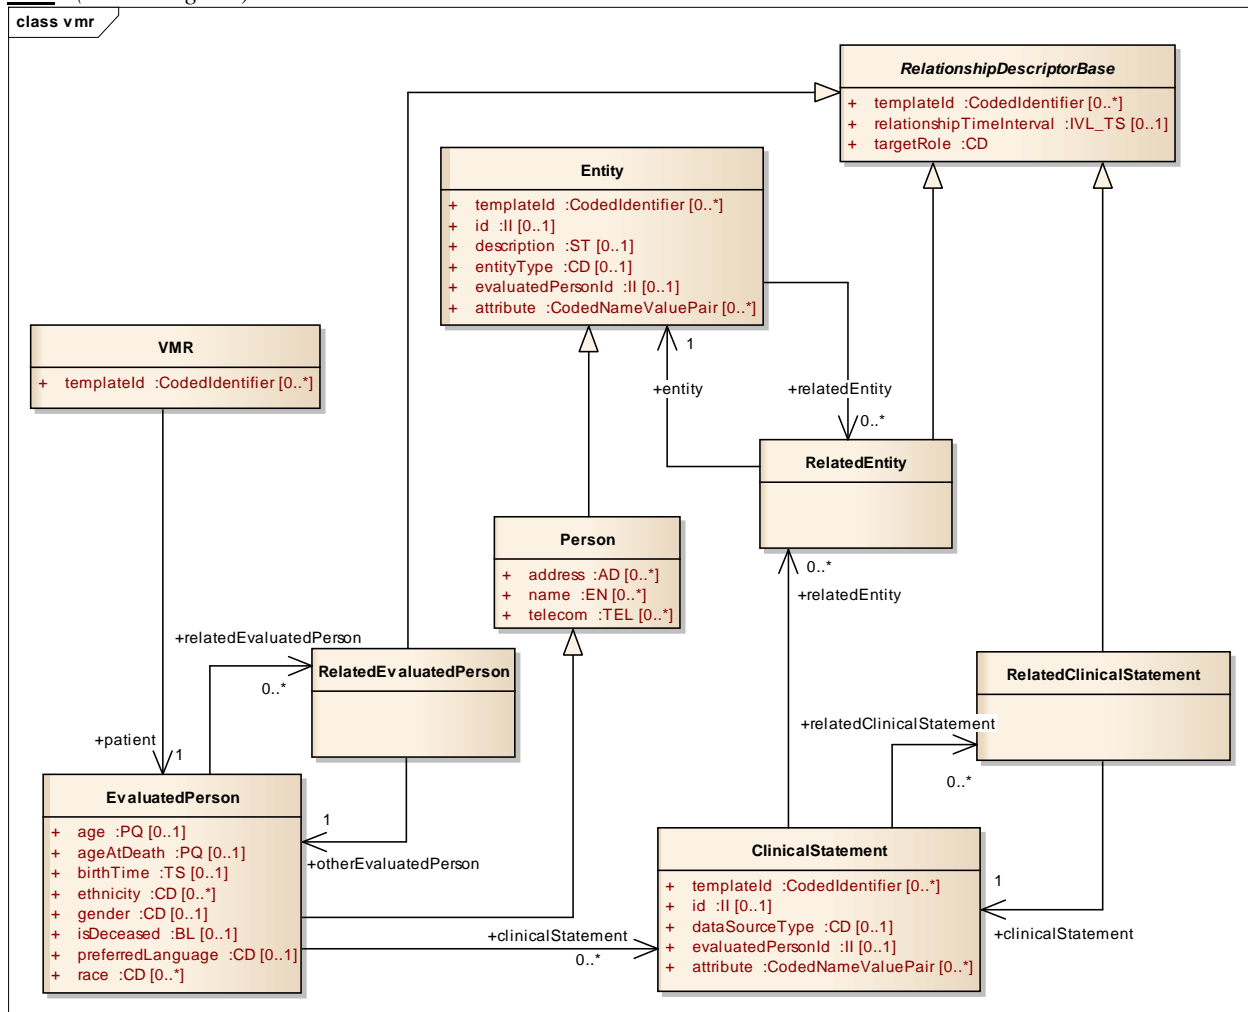 class vmr
RelationshipDescriptorBase
+ templateId :CodedIdentifier [0..*]
+ relationshipTimeInterval :IVL_TS [0..1]
+ targetRole :CD
Entity
+ templateId :CodedIdentifier [0..*]
+ id :II [0..1]
+ description :ST [0..1]
+ entityType :CD [0..1]
+ evaluatedPersonId :II [0..1]
+ attribute :CodedNameValuePair [0..*]
VMR
+ templateId :CodedIdentifier [0..*]
1
+entity
+relatedEntity
0..*
RelatedEntity
Person
+ address :AD [0..*]
+ name :EN [0..*]
+ telecom :TEL [0..*]
0..*
+relatedEntity
+relatedEvaluatedPerson
0..*
RelatedEvaluatedPerson
RelatedClinicalStatement
+relatedClinicalStatement
0..*
+patient
1
EvaluatedPerson
+ age :PQ [0..1]
+ ageAtDeath :PQ [0..1]
+ birthTime :TS [0..1]
+ ethnicity :CD [0..*]
+ gender :CD [0..1]
+ isDeceased :BL [0..1]
+ preferredLanguage :CD [0..1]
+ race :CD [0..*]
1
+otherEvaluatedPerson
+clinicalStatement
0..*
ClinicalStatement
+ templateId :CodedIdentifier [0..*]
+ id :II [0..1]
+ dataSourceType :CD [0..1]
+ evaluatedPersonId :II [0..1]
+ attribute :CodedNameValuePair [0..*]
1
+clinicalStatement